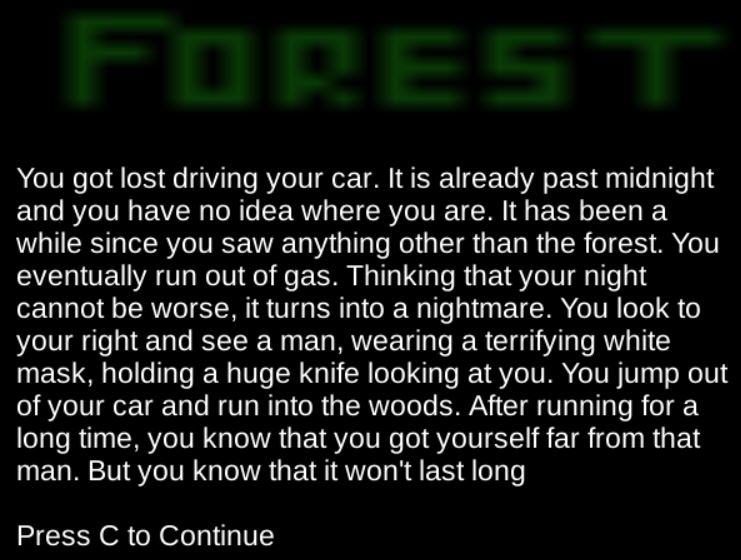 FOREST
You got lost driving your car. It is already past midnight
and you have no idea where you are. It has been a
while since you saw anything other than the forest. You
eventually run out of gas. Thinking that your night
cannot be worse, it turns into a nightmare. You look to
your right and see a man, wearing a terrifying white
mask, holding a huge knife looking at you. You jump out
of your car and run into the woods. After running for a
long time, you know that you got yourself far from that
man. But you know that it won't last long
Press C to Continue